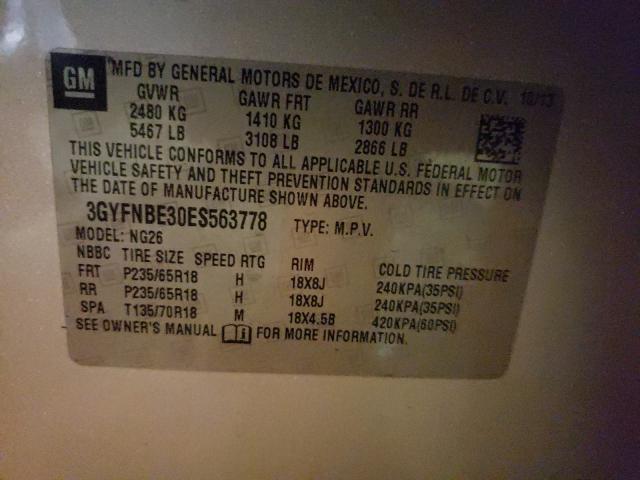 GM
MFD BY GENERAL MOTORS DE MEXICO, S. DE R.L. DE C.V. 10/13
GVWR GAWR FRT GAWR RR
2480 KG 1410 KG 1300 KG
5467 LB 3108 LB 2866 LB
THIS VEHICLE CONFORMS TO ALL APPLICABLE U.S. FEDERAL MOTOR
VEHICLE SAFETY AND THEFT PREVENTION STANDARDS IN EFFECT ON
THE DATE OF MANUFACTURE SHOWN ABOVE.
3GYFNBE30ES563778 TYPE: M.P.V.
MODEL: NG26
NBBC TIRE SIZE SPEED RTG RIM COLD TIRE PRESSURE
FRT P235/65R18 H 18X8J 240KPA(35PSI)
RR P235/65R18 H 18X8J 240KPA(35PSI)
SPA T135/70R18 M 18X4.5B 420KPA(60PSI)
SEE OWNER'S MANUAL FOR MORE INFORMATION.